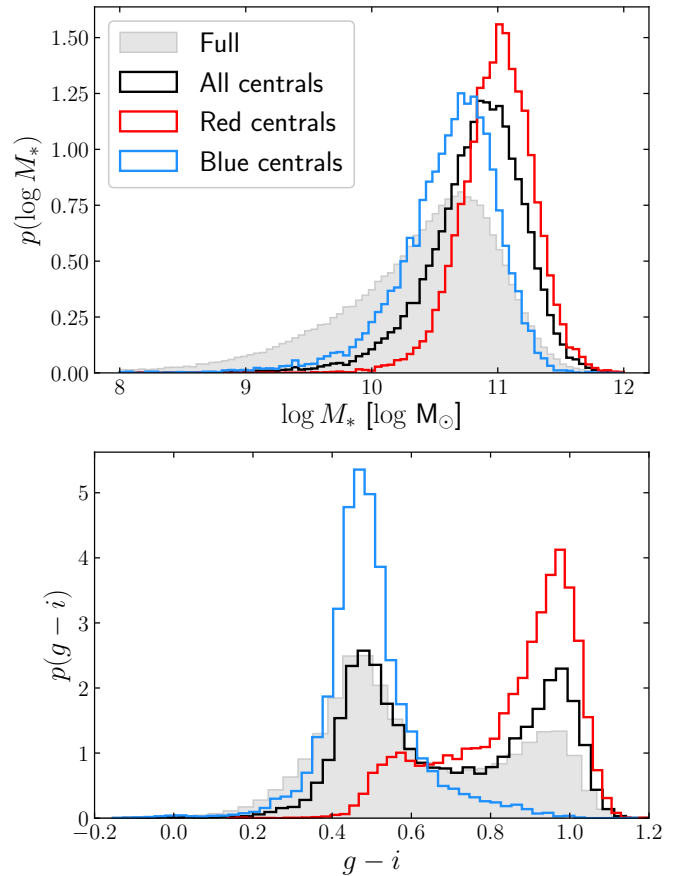 1.50
1.25
1.00
0.75
0.50
0.25
0.00
p(log M*)
Full
All centrals
Red centrals
Blue centrals
8 9 10 11 12
log M* [log M⊙]
5
4
3
2
1
0
p(g − i)
−0.2 0.0 0.2 0.4 0.6 0.8 1.0 1.2
g − i